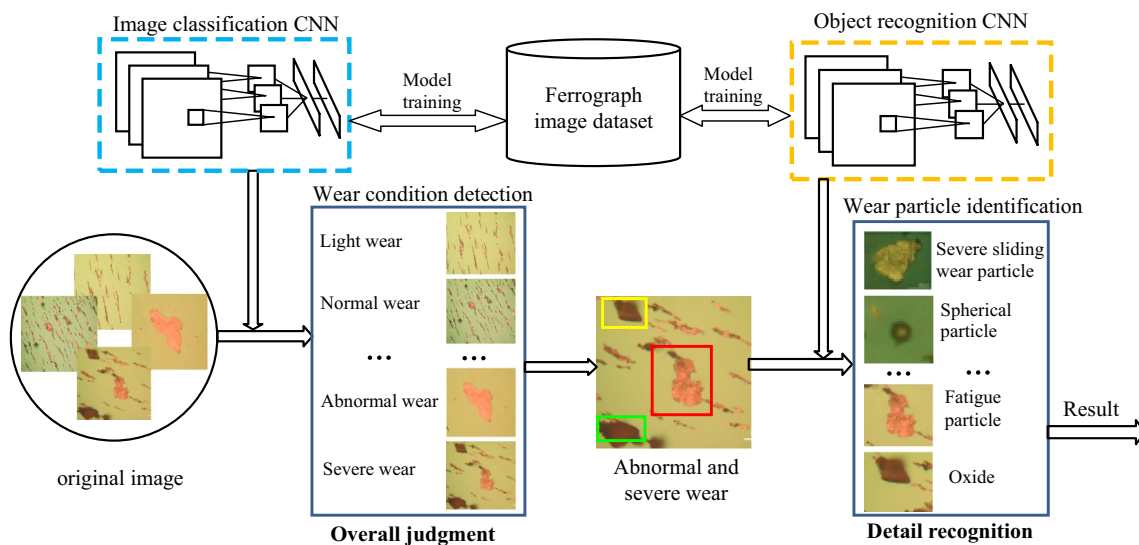 Image classification CNN
Object recognition CNN
Model
training
Ferrograph
image dataset
Model
training
Wear condition detection
Wear particle identification
Light wear
Normal wear
...
...
Abnormal wear
Severe wear
original image
Overall judgment
Abnormal and
severe wear
Severe sliding
wear particle
Spherical
particle
...
...
Fatigue
particle
Oxide
Detail recognition
Result